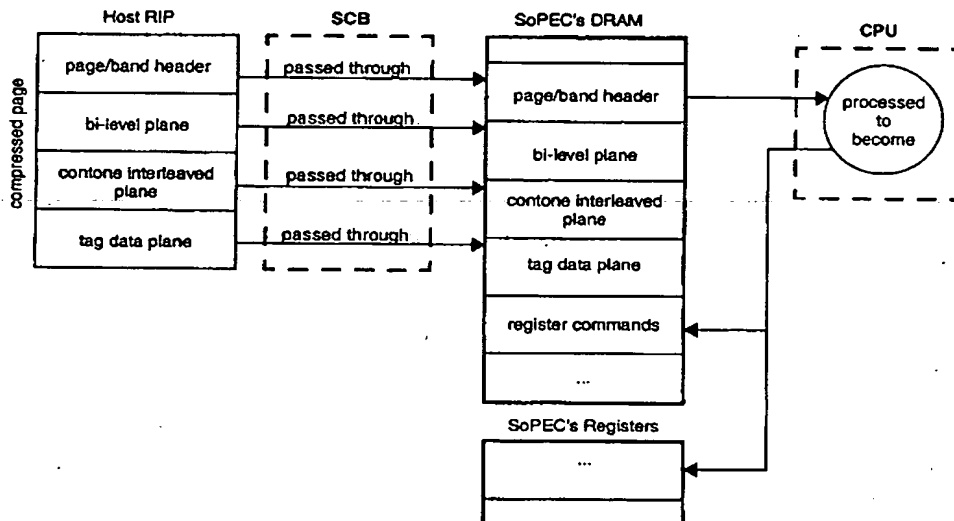 Host RIP
SCB
SoPEC's DRAM
CPU
compressed page
page/band header
bi-level plane
contone interleaved
plane
tag data plane
passed through
passed through
passed through
passed through
page/band header
bi-level plane
contone interleaved
plane
tag data plane
register commands
...
processed
to
become
SoPEC's Registers
...